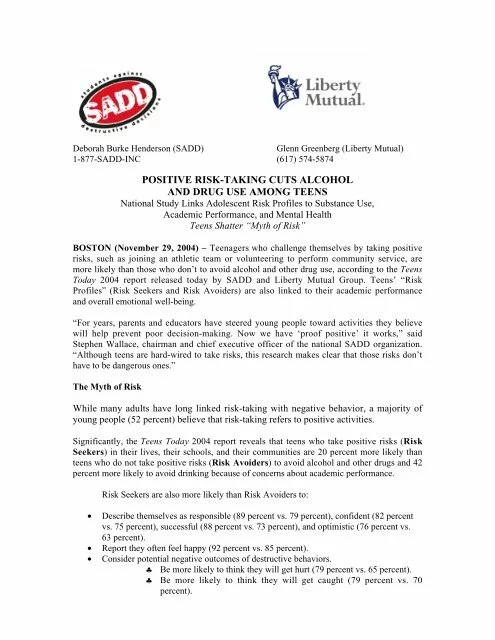 students against
SADD
destructive decisions
Liberty
Mutual.
Deborah Burke Henderson (SADD)
1-877-SADD-INC
Glenn Greenberg (Liberty Mutual)
(617) 574-5874
POSITIVE RISK-TAKING CUTS ALCOHOL
AND DRUG USE AMONG TEENS
National Study Links Adolescent Risk Profiles to Substance Use,
Academic Performance, and Mental Health
Teens Shatter “Myth of Risk”
BOSTON (November 29, 2004) – Teenagers who challenge themselves by taking positive
risks, such as joining an athletic team or volunteering to perform community service, are
more likely than those who don’t to avoid alcohol and other drug use, according to the Teens
Today 2004 report released today by SADD and Liberty Mutual Group. Teens’ “Risk
Profiles” (Risk Seekers and Risk Avoiders) are also linked to their academic performance
and overall emotional well-being.
“For years, parents and educators have steered young people toward activities they believe
will help prevent poor decision-making. Now we have ‘proof positive’ it works,” said
Stephen Wallace, chairman and chief executive officer of the national SADD organization.
“Although teens are hard-wired to take risks, this research makes clear that those risks don’t
have to be dangerous ones.”
The Myth of Risk
While many adults have long linked risk-taking with negative behavior, a majority of
young people (52 percent) believe that risk-taking refers to positive activities.
Significantly, the Teens Today 2004 report reveals that teens who take positive risks (Risk
Seekers) in their lives, their schools, and their communities are 20 percent more likely than
teens who do not take positive risks (Risk Avoiders) to avoid alcohol and other drugs and 42
percent more likely to avoid drinking because of concerns about academic performance.
Risk Seekers are also more likely than Risk Avoiders to:
• Describe themselves as responsible (89 percent vs. 79 percent), confident (82 percent
vs. 75 percent), successful (88 percent vs. 73 percent), and optimistic (76 percent vs.
63 percent).
• Report they often feel happy (92 percent vs. 85 percent).
• Consider potential negative outcomes of destructive behaviors.
♣ Be more likely to think they will get hurt (79 percent vs. 65 percent).
♣ Be more likely to think they will get caught (79 percent vs. 70
percent).